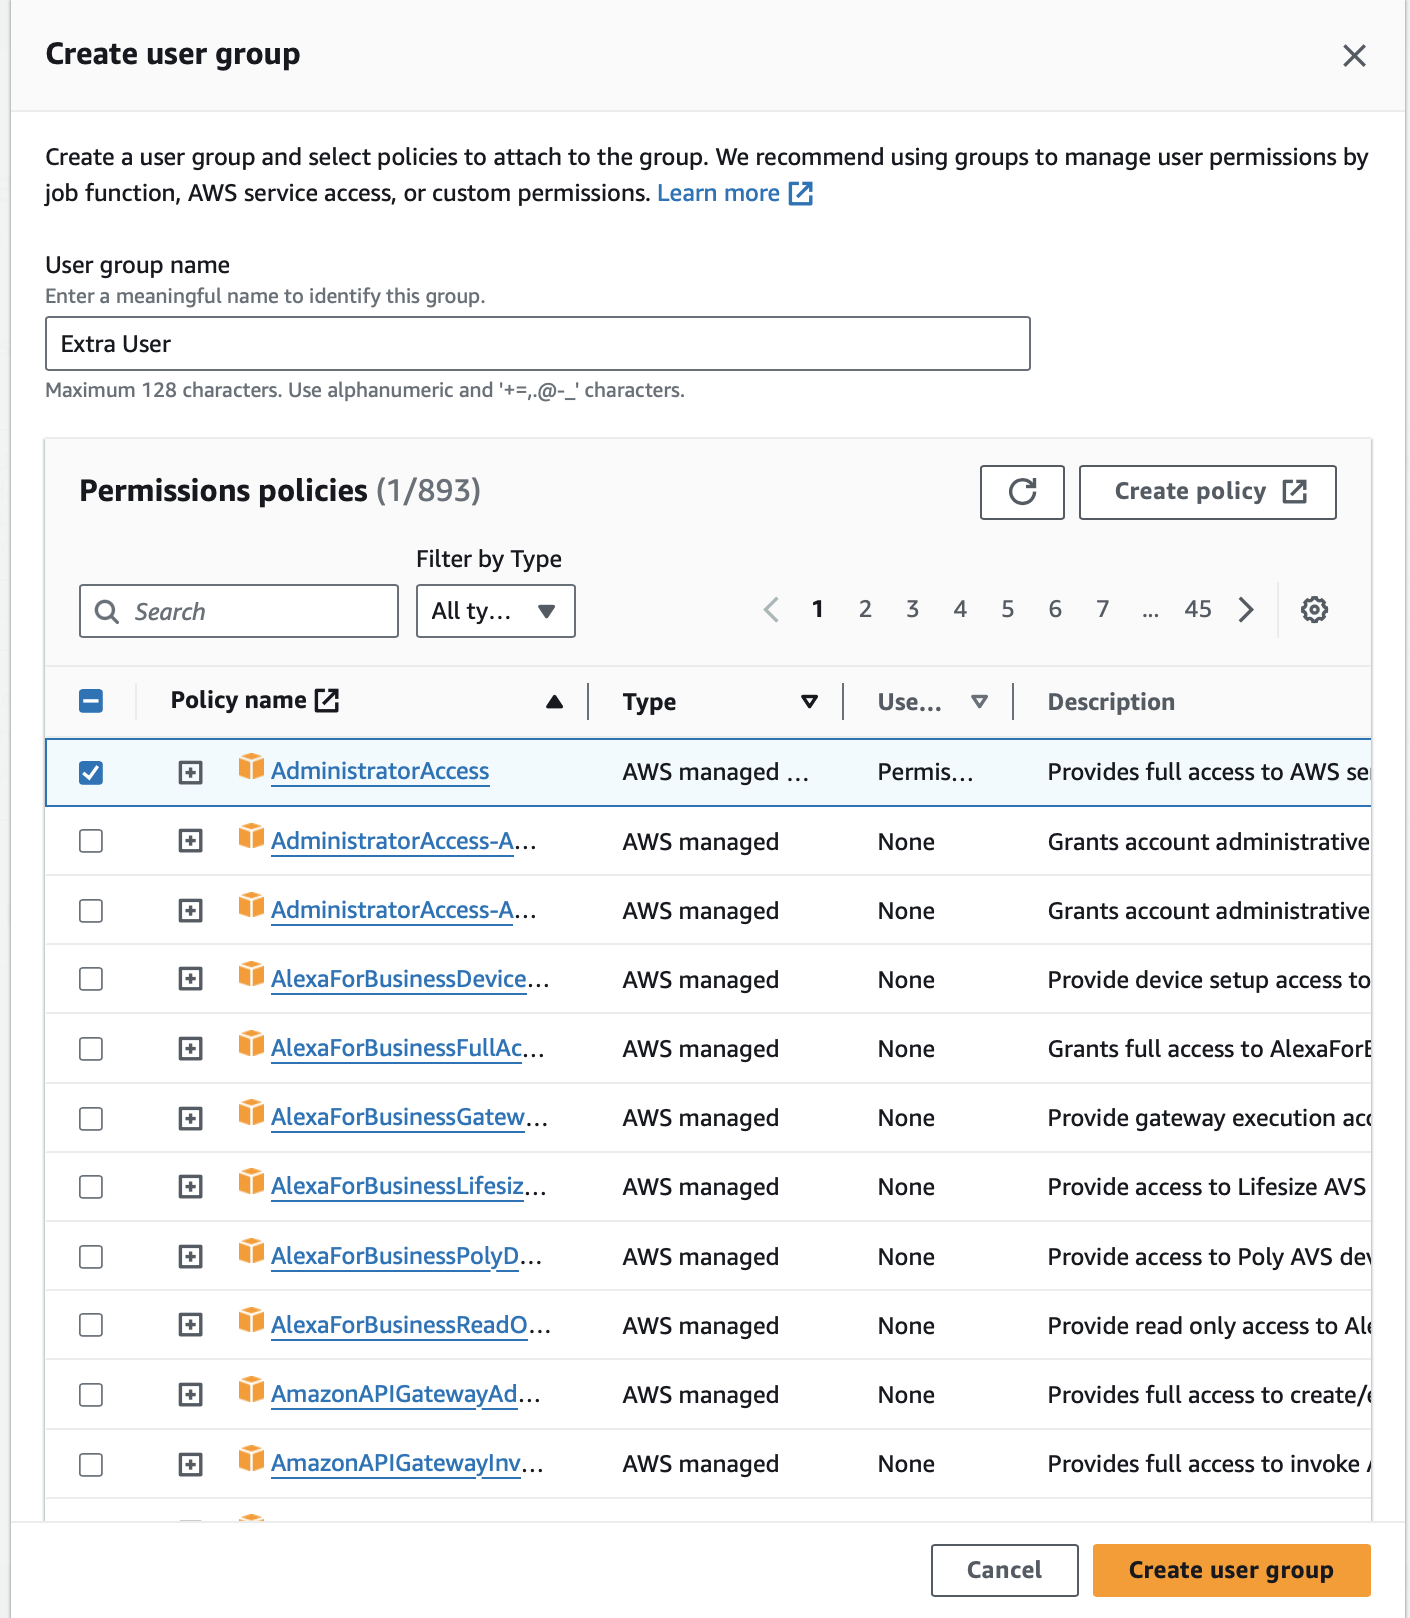 Create user group
Create a user group and select policies to attach to the group. We recommend using groups to manage user permissions by
job function, AWS service access, or custom permissions. Learn more
User group name
Enter a meaningful name to identify this group.
Extra User
Maximum 128 characters. Use alphanumeric and '+=,.@-_' characters.
Permissions policies (1/893)
Create policy
Filter by Type
Search
All ty...
1 2 3 4 5 6 7 ... 45
Policy name Type Use... Description
AdministratorAccess AWS managed ... Permis... Provides full access to AWS se
AdministratorAccess-A... AWS managed None Grants account administrative
AdministratorAccess-A... AWS managed None Grants account administrative
AlexaForBusinessDevice... AWS managed None Provide device setup access to
AlexaForBusinessFullAc... AWS managed None Grants full access to AlexaForB
AlexaForBusinessGatew... AWS managed None Provide gateway execution acc
AlexaForBusinessLifesiz... AWS managed None Provide access to Lifesize AVS
AlexaForBusinessPolyD... AWS managed None Provide access to Poly AVS dev
AlexaForBusinessReadO... AWS managed None Provide read only access to Ale
AmazonAPIGatewayAd... AWS managed None Provides full access to create/e
AmazonAPIGatewayInv... AWS managed None Provides full access to invoke A
Cancel
Create user group